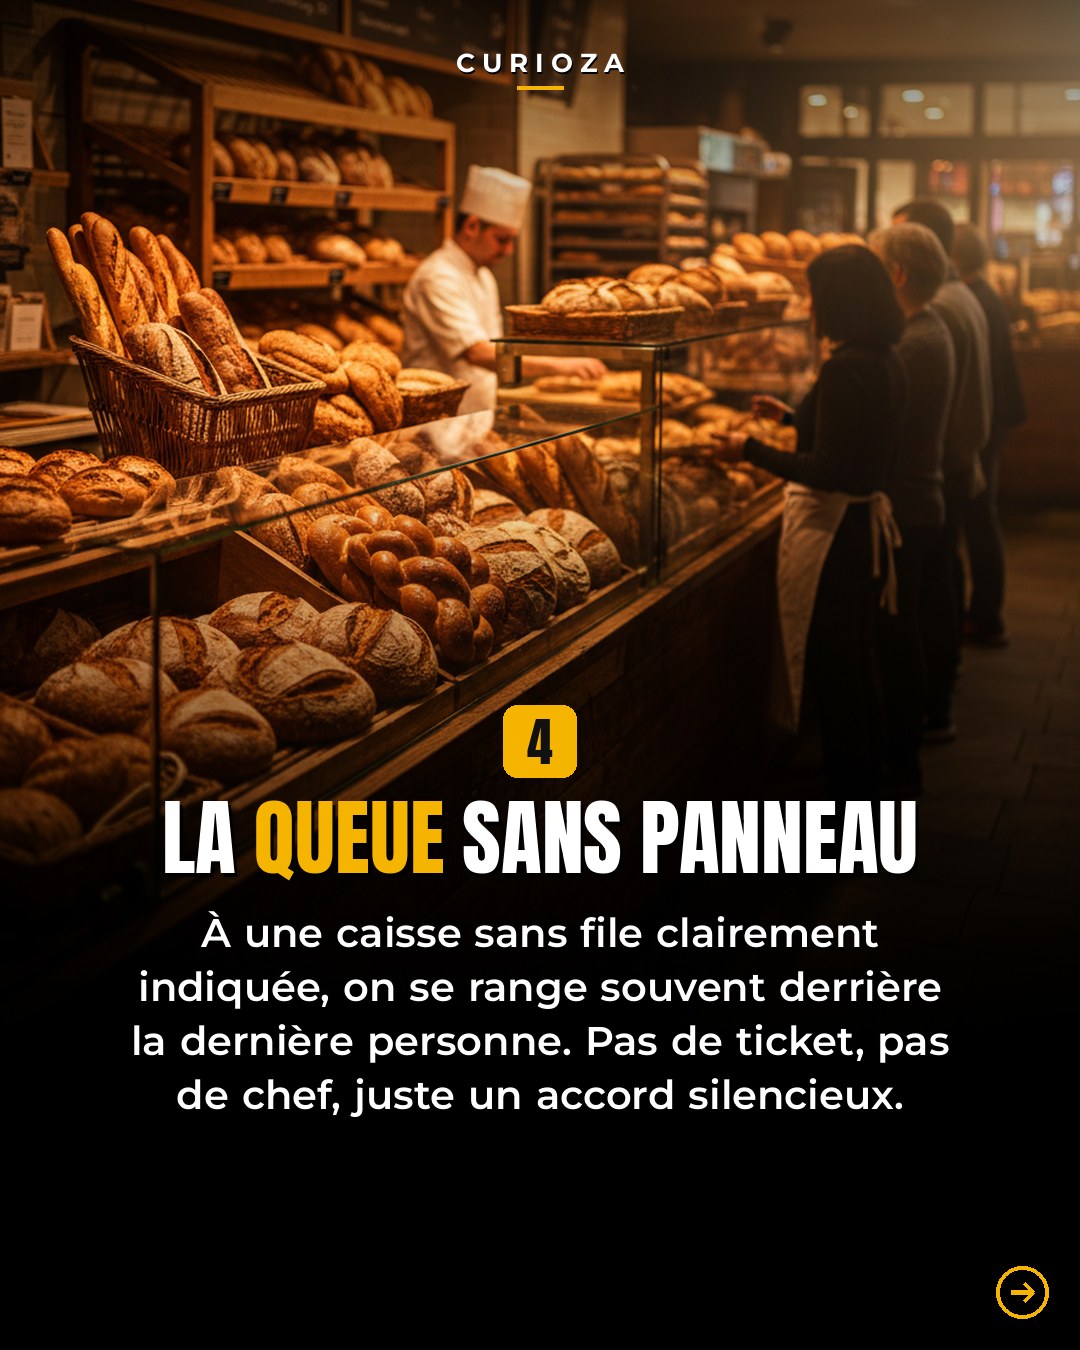 CURIOZA
4
LA QUEUE SANS PANNEAU
À une caisse sans file clairement
indiquée, on se range souvent derrière
la dernière personne. Pas de ticket, pas
de chef, juste un accord silencieux.